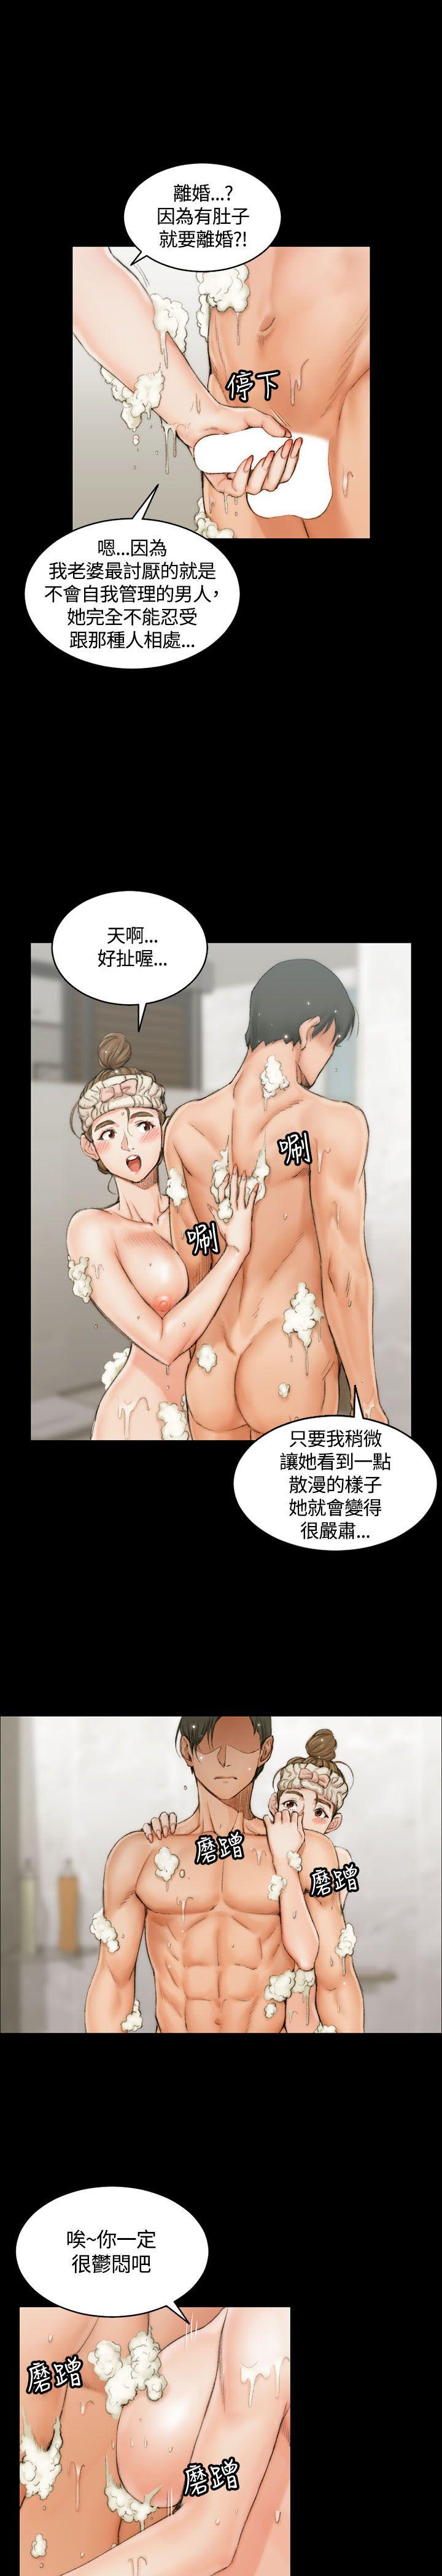 離婚...?
因為有肚子
就要離婚?!
停下
嗯...因為
我老婆最討厭的就是
不會自我管理的男人，
她完全不能忍受
跟那種人相處...
天啊...
好扯喔...
唰
唰
只要我稍微
讓她看到一點
散漫的樣子
她就會變得
很嚴肅...
磨蹭
磨蹭
唉~你一定
很鬱悶吧
磨蹭
磨蹭